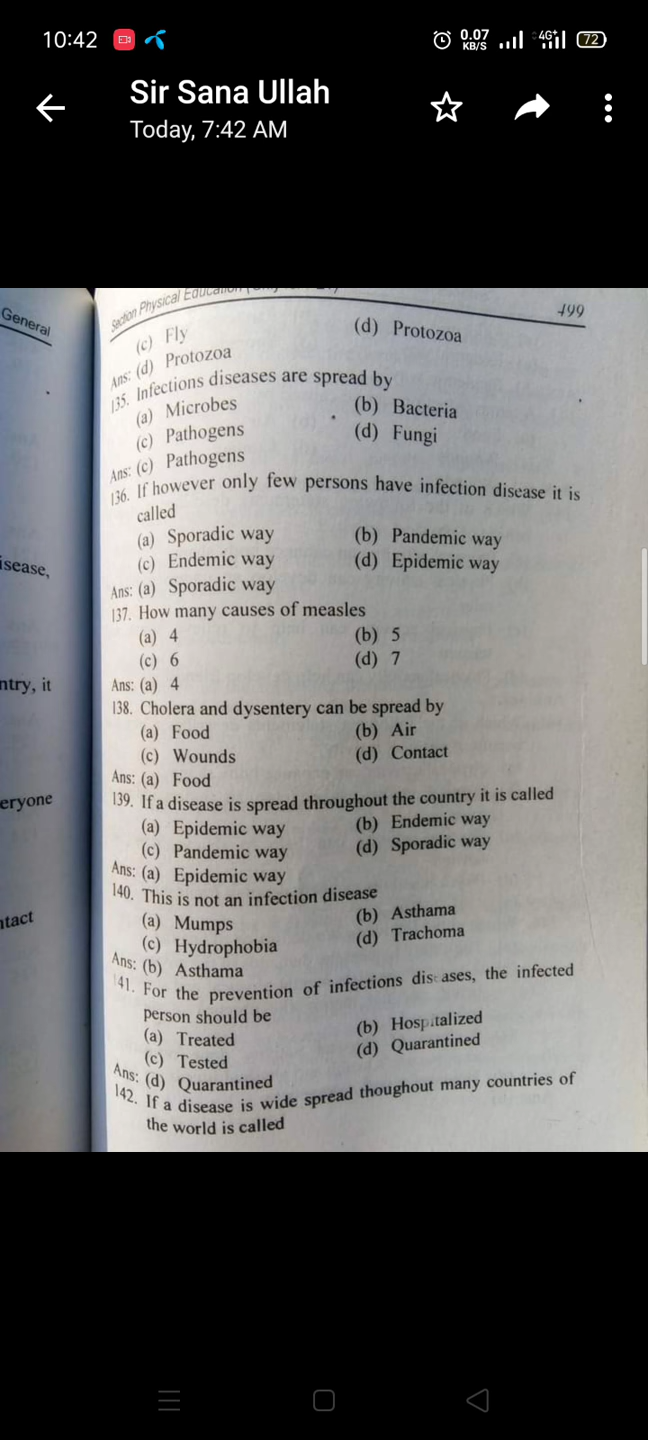 10:42
0.07 KB/S 4G+ 72
Sir Sana Ullah
Today, 7:42 AM
General
isease,
ntry, it
eryone
ntact
Section Physical Education
499
(c) Fly (d) Protozoa
Ans: (d) Protozoa
135. Infections diseases are spread by
(a) Microbes (b) Bacteria
(c) Pathogens (d) Fungi
Ans: (c) Pathogens
136. If however only few persons have infection disease it is
called
(a) Sporadic way (b) Pandemic way
(c) Endemic way (d) Epidemic way
Ans: (a) Sporadic way
137. How many causes of measles
(a) 4 (b) 5
(c) 6 (d) 7
Ans: (a) 4
138. Cholera and dysentery can be spread by
(a) Food (b) Air
(c) Wounds (d) Contact
Ans: (a) Food
139. If a disease is spread throughout the country it is called
(a) Epidemic way (b) Endemic way
(c) Pandemic way (d) Sporadic way
Ans: (a) Epidemic way
140. This is not an infection disease
(a) Mumps (b) Asthama
(c) Hydrophobia (d) Trachoma
Ans: (b) Asthama
141. For the prevention of infections diseases, the infected
person should be
(a) Treated (b) Hospitalized
(c) Tested (d) Quarantined
Ans: (d) Quarantined
142. If a disease is wide spread thoughout many countries of
the world is called